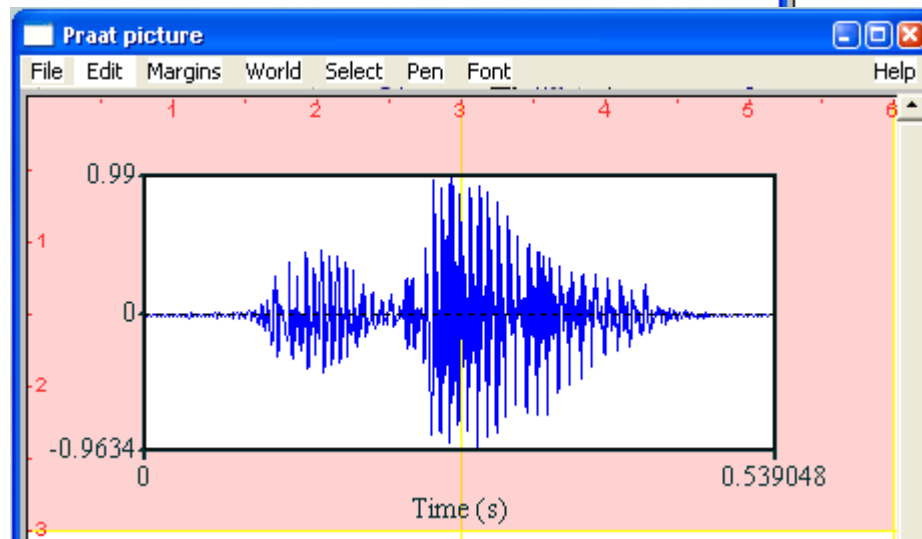 Praat picture
File Edit Margins World Select Pen Font Help
1 2 3 4 5 6
0.99
1
0
2
-0.9634
0 0.539048
Time (s)
3